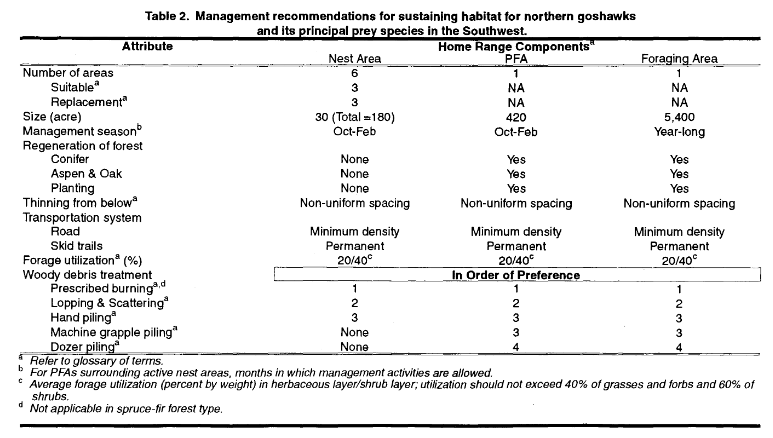 Table 2. Management recommendations for sustaining habitat for northern goshawks
and its principal prey species in the Southwest.
Attribute Home Range Components^a
Nest Area PFA Foraging Area
Number of areas 6 1 1
Suitable^a 3 NA NA
Replacement^a 3 NA NA
Size (acre) 30 (Total =180) 420 5,400
Management season^b Oct-Feb Oct-Feb Year-long
Regeneration of forest
Conifer None Yes Yes
Aspen & Oak None Yes Yes
Planting None Yes Yes
Thinning from below^a Non-uniform spacing Non-uniform spacing Non-uniform spacing
Transportation system
Road Minimum density Minimum density Minimum density
Skid trails Permanent Permanent Permanent
Forage utilization^a (%) 20/40^c 20/40^c 20/40^c
Woody debris treatment In Order of Preference
Prescribed burning^a,d 1 1 1
Lopping & Scattering^a 2 2 2
Hand piling^a 3 3 3
Machine grapple piling^a None 3 3
Dozer piling^a None 4 4
^a Refer to glossary of terms.
^b For PFAs surrounding active nest areas, months in which management activities are allowed.
^c Average forage utilization (percent by weight) in herbaceous layer/shrub layer; utilization should not exceed 40% of grasses and forbs and 60% of
shrubs.
^d Not applicable in spruce-fir forest type.